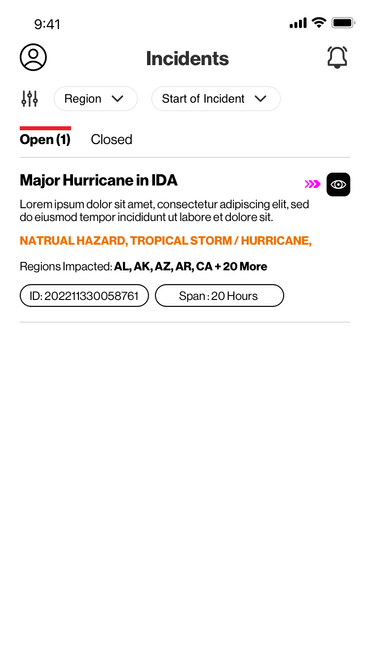 9:41
Incidents
Region
Start of Incident
Open (1)
Closed
Major Hurricane in IDA
Lorem ipsum dolor sit amet, consectetur adipiscing elit, sed
do eiusmod tempor incididunt ut labore et dolore sit.
NATRUAL HAZARD, TROPICAL STORM / HURRICANE,
Regions Impacted: AL, AK, AZ, AR, CA + 20 More
ID: 202211330058761
Span : 20 Hours